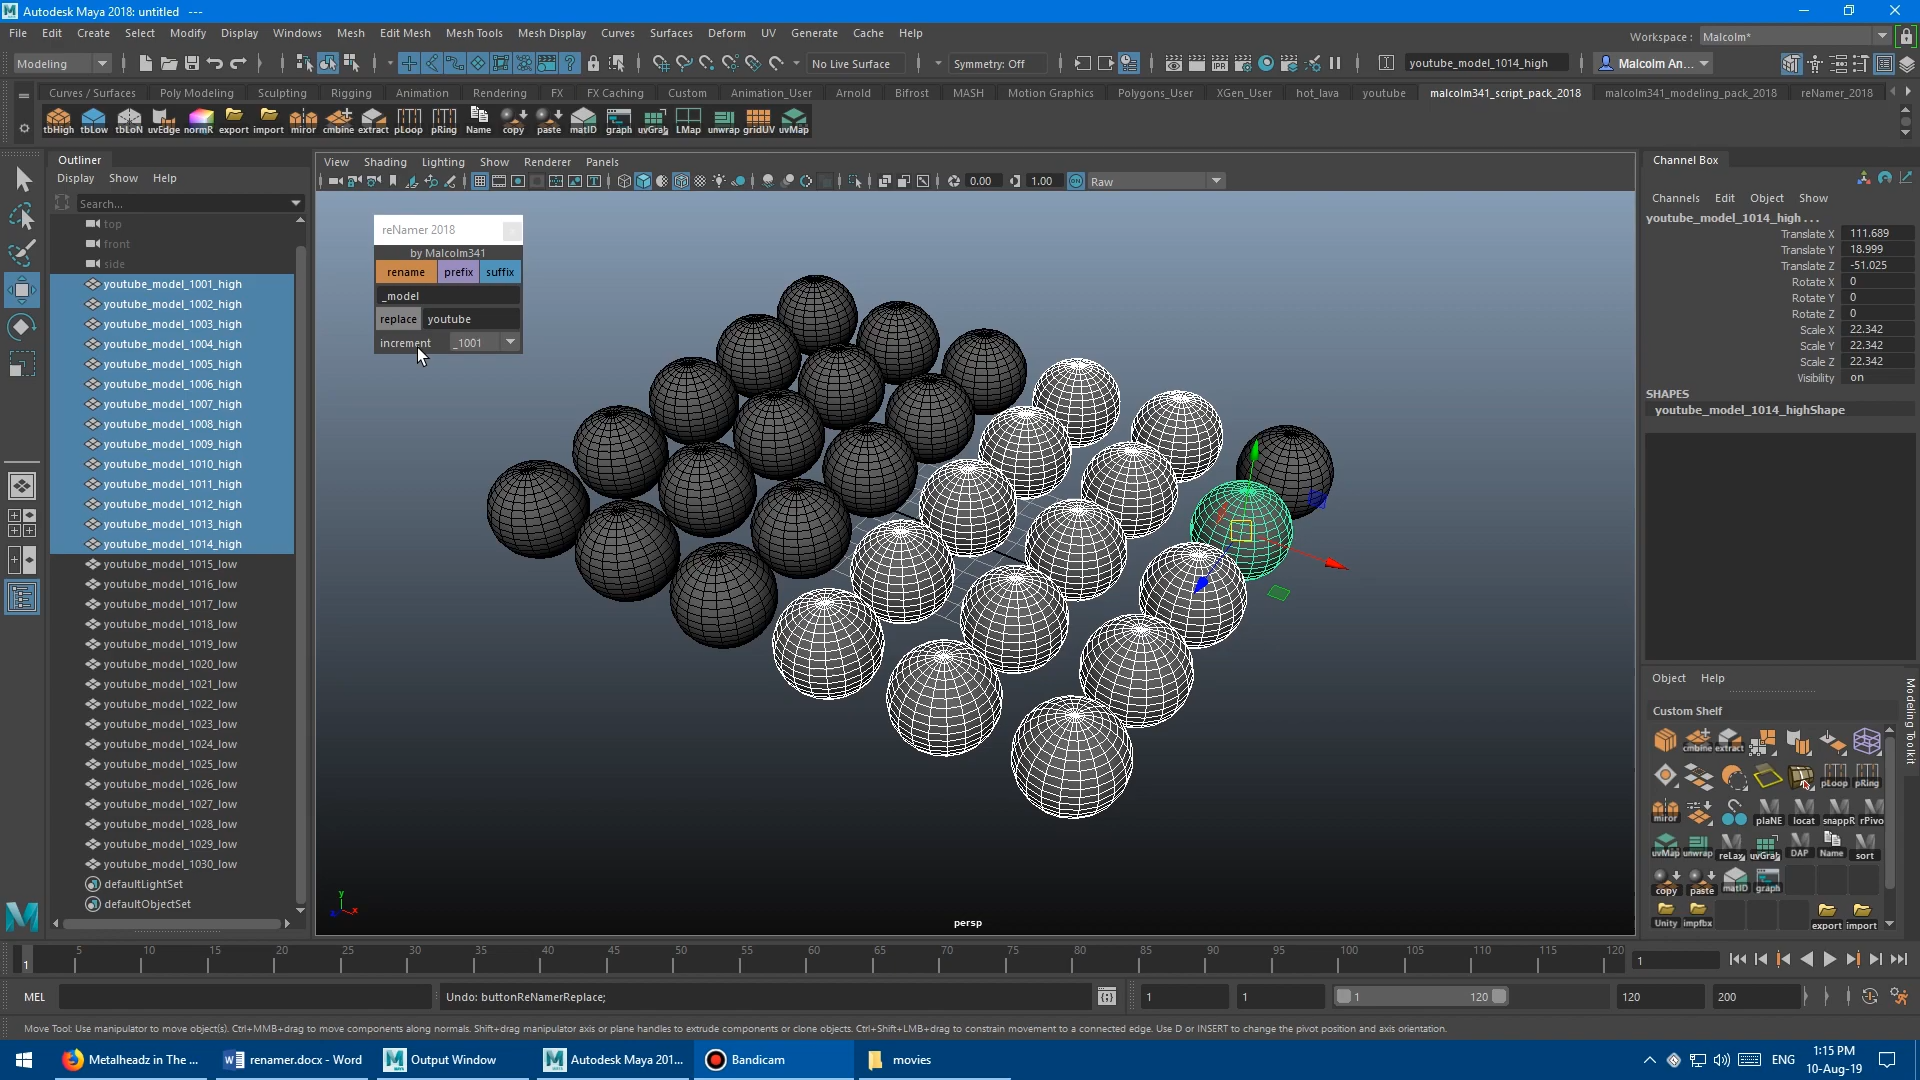 Autodesk Maya 2018: untitled   ---
File Edit Create Select Modify Display Windows Mesh Edit Mesh Mesh Tools Mesh Display Curves Surfaces Deform UV Generate Cache Help
Workspace : Malcolm*
Modeling
No Live Surface
Symmetry: Off
IPR
youtube_model_1014_high
Malcolm An...
Curves / Surfaces Poly Modeling Sculpting Rigging Animation Rendering FX FX Caching Custom Animation_User Arnold Bifrost MASH Motion Graphics Polygons_User XGen_User hot_lava youtube malcolm341_script_pack_2018 malcolm341_modeling_pack_2018 reNamer_2018
tbHigh tbLow tbLoN uvEdge normR export import miror cmbine extract pLoop pRing Name copy paste matID graph uvGrab LMap unwrap gridUV uvMap
Outliner
Display Show Help
Search...
top
front
side
youtube_model_1001_high
youtube_model_1002_high
youtube_model_1003_high
youtube_model_1004_high
youtube_model_1005_high
youtube_model_1006_high
youtube_model_1007_high
youtube_model_1008_high
youtube_model_1009_high
youtube_model_1010_high
youtube_model_1011_high
youtube_model_1012_high
youtube_model_1013_high
youtube_model_1014_high
youtube_model_1015_low
youtube_model_1016_low
youtube_model_1017_low
youtube_model_1018_low
youtube_model_1019_low
youtube_model_1020_low
youtube_model_1021_low
youtube_model_1022_low
youtube_model_1023_low
youtube_model_1024_low
youtube_model_1025_low
youtube_model_1026_low
youtube_model_1027_low
youtube_model_1028_low
youtube_model_1029_low
youtube_model_1030_low
defaultLightSet
defaultObjectSet
View Shading Lighting Show Renderer Panels
0.00
1.00
Raw
reNamer 2018
by Malcolm341
rename prefix suffix
_model
replace youtube
increment _1001
y
x
z
persp
Channel Box
Channels Edit Object Show
youtube_model_1014_high . . .
Translate X 111.689
Translate Y 18.999
Translate Z -51.025
Rotate X 0
Rotate Y 0
Rotate Z 0
Scale X 22.342
Scale Y 22.342
Scale Z 22.342
Visibility on
SHAPES
youtube_model_1014_highShape
Object Help
Custom Shelf
cmbine extract
pLoop pRing
miror plaNE locat snappR rPivo
uvMap unwrap reLax uvGrab DAP Name sort
copy paste matID graph
Unity impfbx export import
Modeling Toolkit
5 10 15 20 25 30 35 40 45 50 55 60 65 70 75 80 85 90 95 100 105 110 115 120
1
1
MEL
Undo: buttonReNamerReplace;
1
1
1
120
120
200
Move Tool: Use manipulator to move object(s). Ctrl+MMB+drag to move components along normals. Shift+drag manipulator axis or plane handles to extrude components or clone objects. Ctrl+Shift+LMB+drag to constrain movement to a connected edge. Use D or INSERT to change the pivot position and axis orientation.
Metalheadz in The ...
renamer.docx - Word
Output Window
Autodesk Maya 201...
Bandicam
movies
ENG
1:15 PM
10-Aug-19